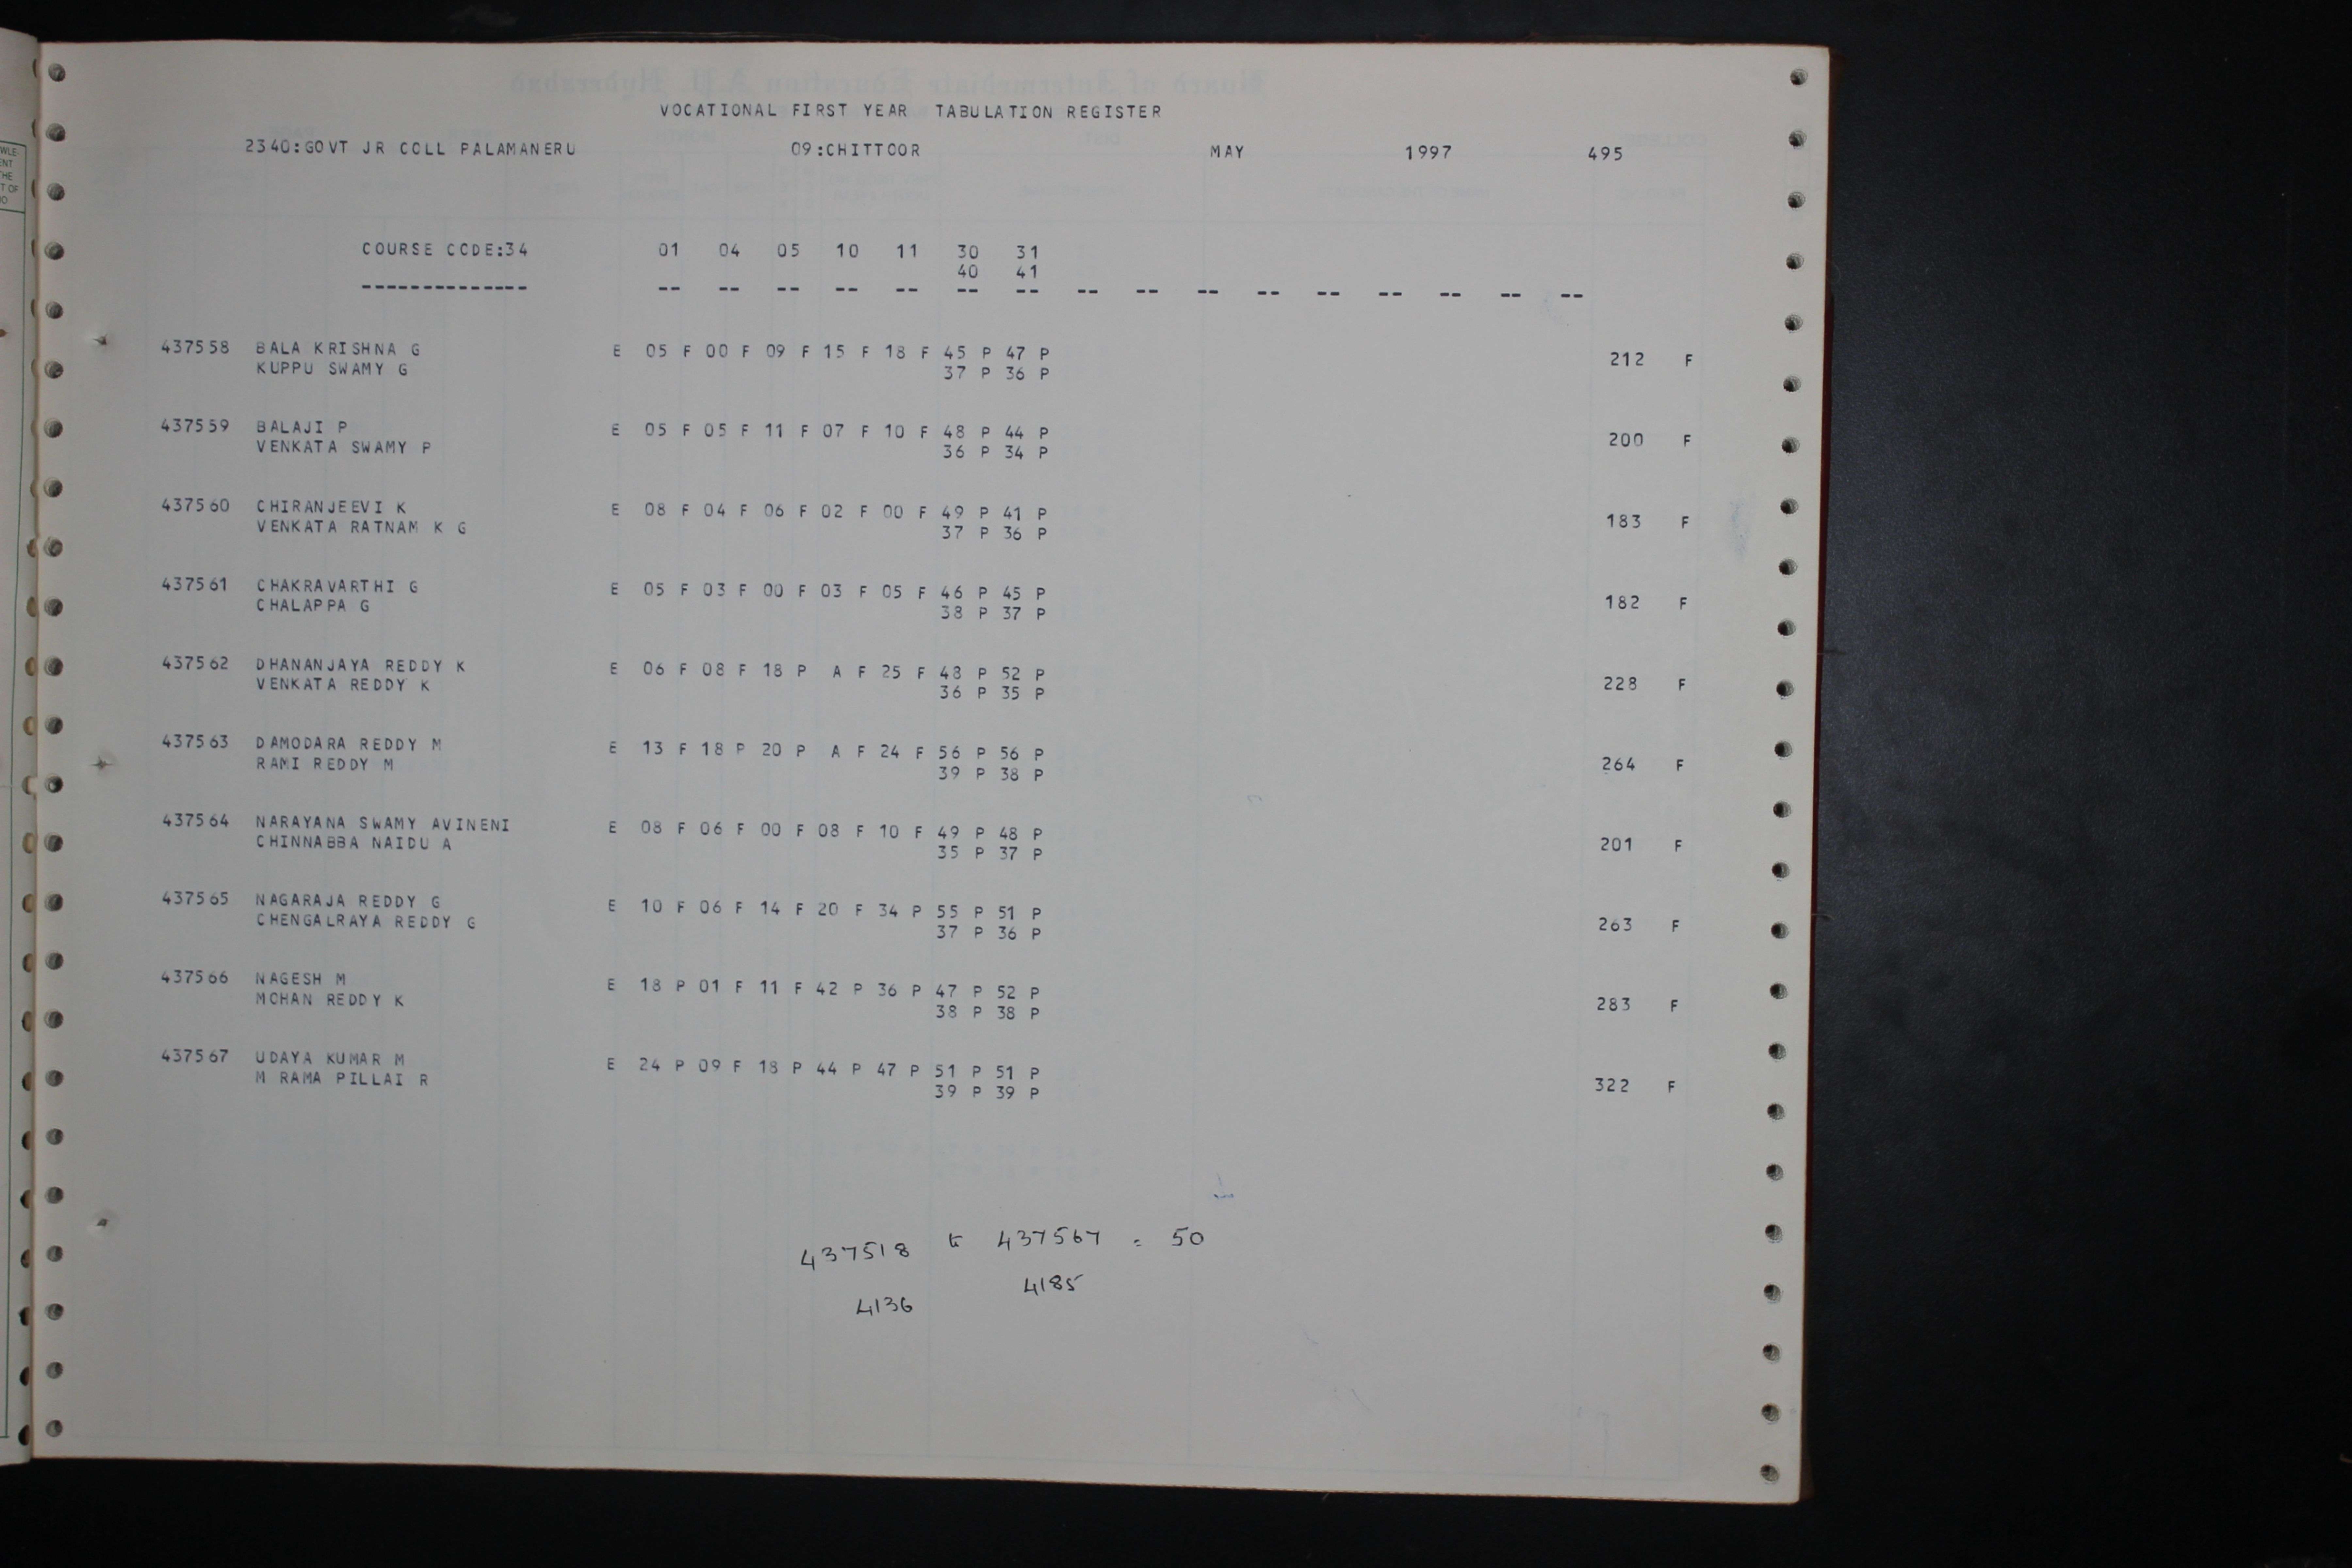 VOCATIONAL FIRST YEAR TABULATION REGISTER
2340:GOVT JR COLL PALAMANERU 09:CHITTOOR MAY 1997 495
COURSE CODE:34 01 04 05 10 11 30 31
40 41
-------------- -- -- -- -- -- -- -- -- -- -- -- -- -- -- -- --
437558 BALA KRISHNA G E 05 F 00 F 09 F 15 F 18 F 45 P 47 P 212 F
KUPPU SWAMY G 37 P 36 P
437559 BALAJI P E 05 F 05 F 11 F 07 F 10 F 48 P 44 P 200 F
VENKATA SWAMY P 36 P 34 P
437560 CHIRANJEEVI K E 08 F 04 F 06 F 02 F 00 F 49 P 41 P 183 F
VENKATA RATNAM K G 37 P 36 P
437561 CHAKRAVARTHI G E 05 F 03 F 00 F 03 F 05 F 46 P 45 P 182 F
CHALAPPA G 38 P 37 P
437562 DHANANJAYA REDDY K E 06 F 08 F 18 P A F 25 F 48 P 52 P 228 F
VENKATA REDDY K 36 P 35 P
437563 DAMODARA REDDY M E 13 F 18 P 20 P A F 24 F 56 P 56 P 264 F
RAMI REDDY M 39 P 38 P
437564 NARAYANA SWAMY AVINENI E 08 F 06 F 00 F 08 F 10 F 49 P 48 P 201 F
CHINNABBA NAIDU A 35 P 37 P
437565 NAGARAJA REDDY G E 10 F 06 F 14 F 20 F 34 P 55 P 51 P 263 F
CHENGALRAYA REDDY G 37 P 36 P
437566 NAGESH M E 18 P 01 F 11 F 42 P 36 P 47 P 52 P 283 F
MOHAN REDDY K 38 P 38 P
437567 UDAYA KUMAR M E 24 P 09 F 18 P 44 P 47 P 51 P 51 P 322 F
M RAMA PILLAI R 39 P 39 P
437518 to 437567 = 50
4136 4185